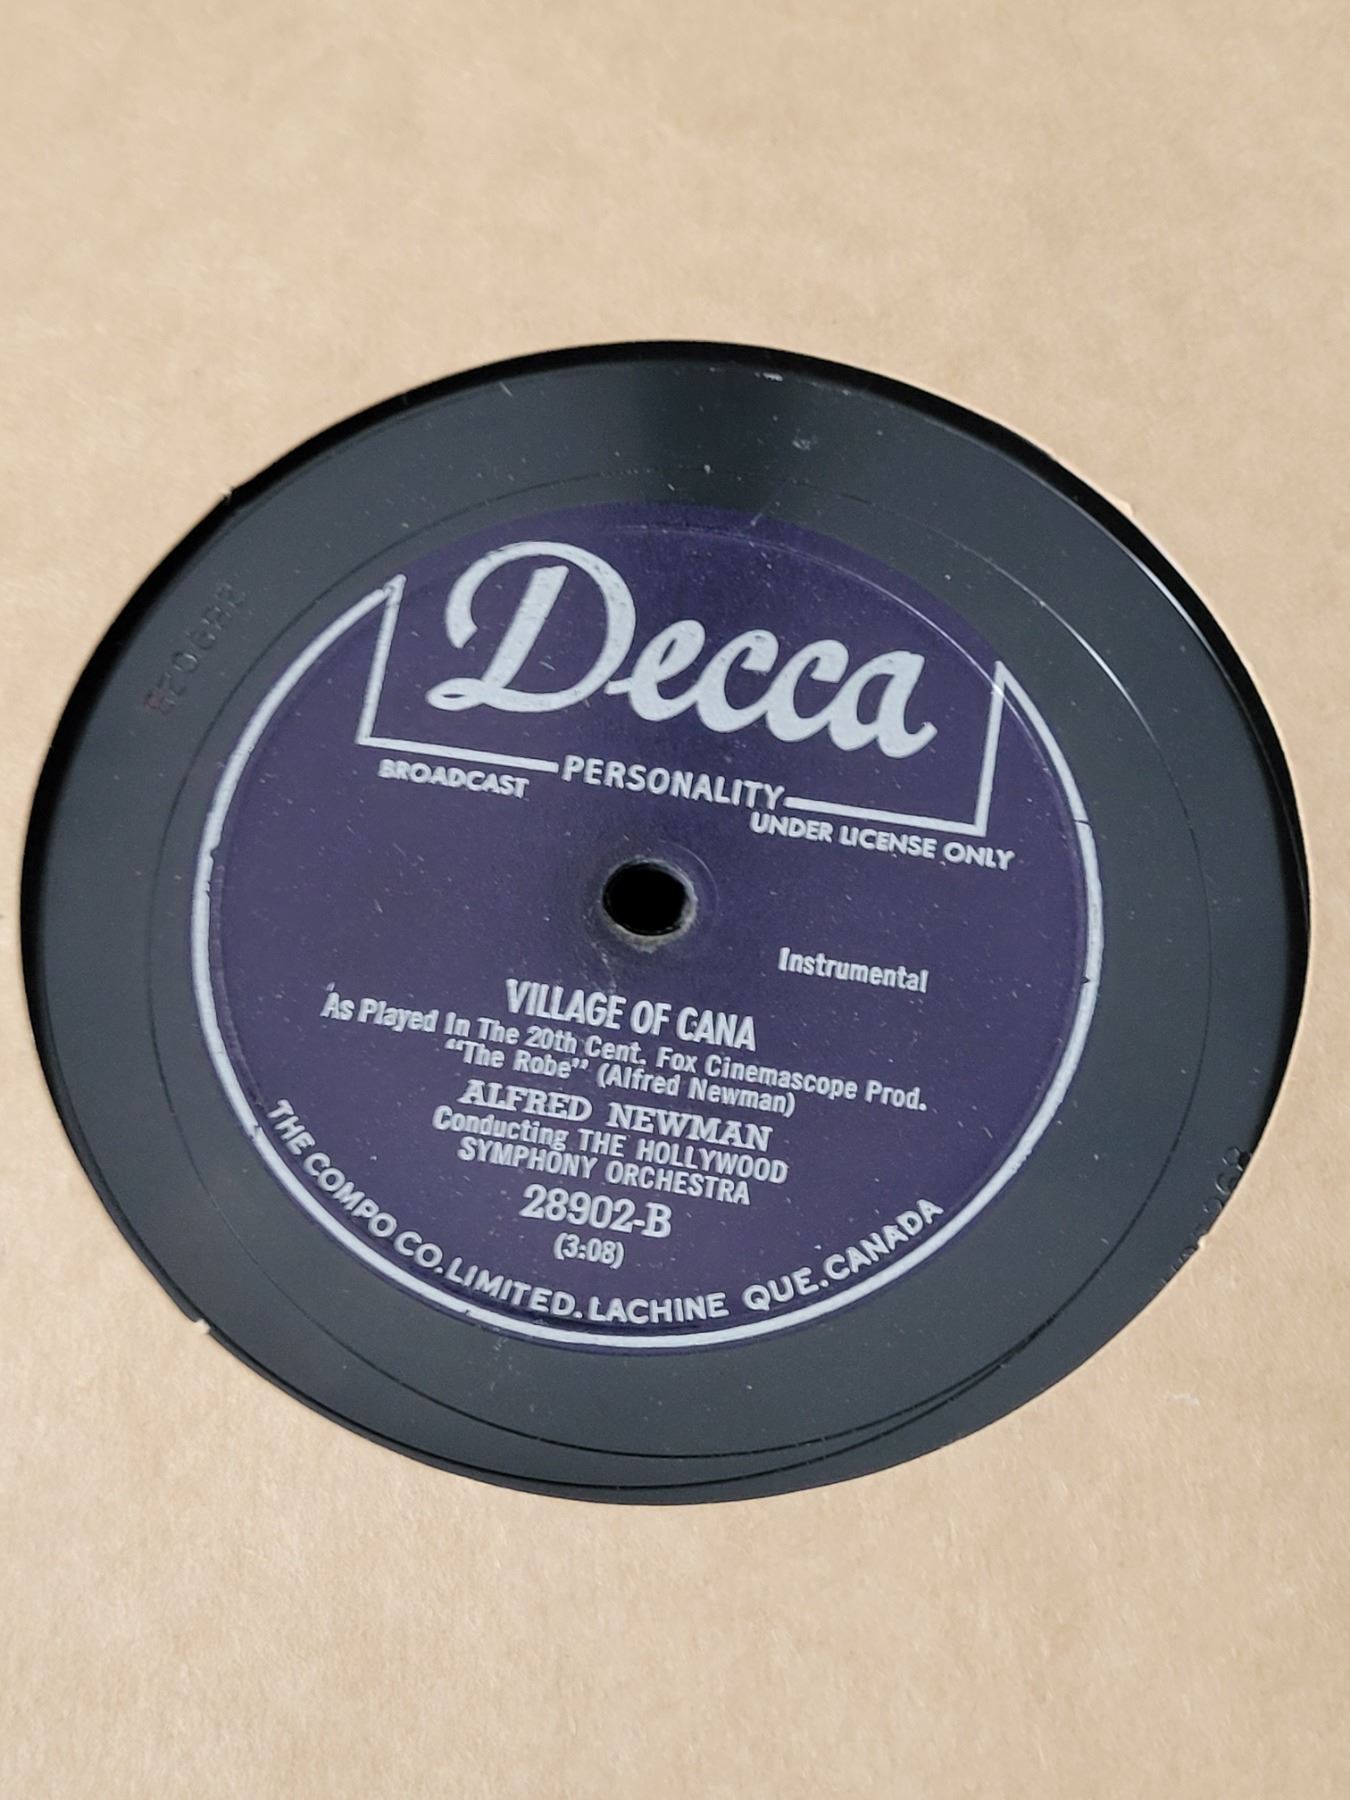 Decca
PERSONALITY
BROADCAST UNDER LICENSE ONLY
Instrumental
VILLAGE OF CANA
As Played In The 20th Cent. Fox Cinemascope Prod.
"The Robe" (Alfred Newman)
ALFRED NEWMAN
Conducting THE HOLLYWOOD
SYMPHONY ORCHESTRA
28902-B
(3:08)
THE COMPO CO. LIMITED. LACHINE QUE. CANADA